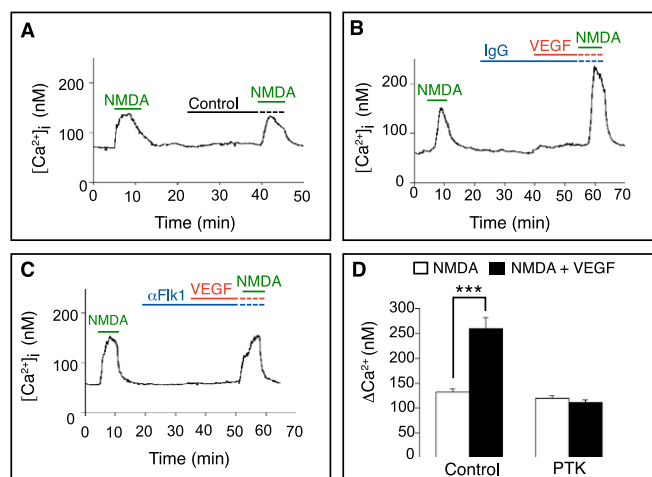 A
200
100
0
[Ca²⁺]ᵢ (nM)
NMDA
Control
NMDA
0 10 20 30 40 50
Time (min)
B
200
100
0
[Ca²⁺]ᵢ (nM)
NMDA
IgG
VEGF
NMDA
0 10 20 30 40 50 60 70
Time (min)
C
200
100
0
[Ca²⁺]ᵢ (nM)
NMDA
αFlk1
VEGF
NMDA
0 10 20 30 40 50 60 70
Time (min)
D
NMDA NMDA + VEGF
***
300
250
200
150
100
50
0
ΔCa²⁺ (nM)
Control PTK